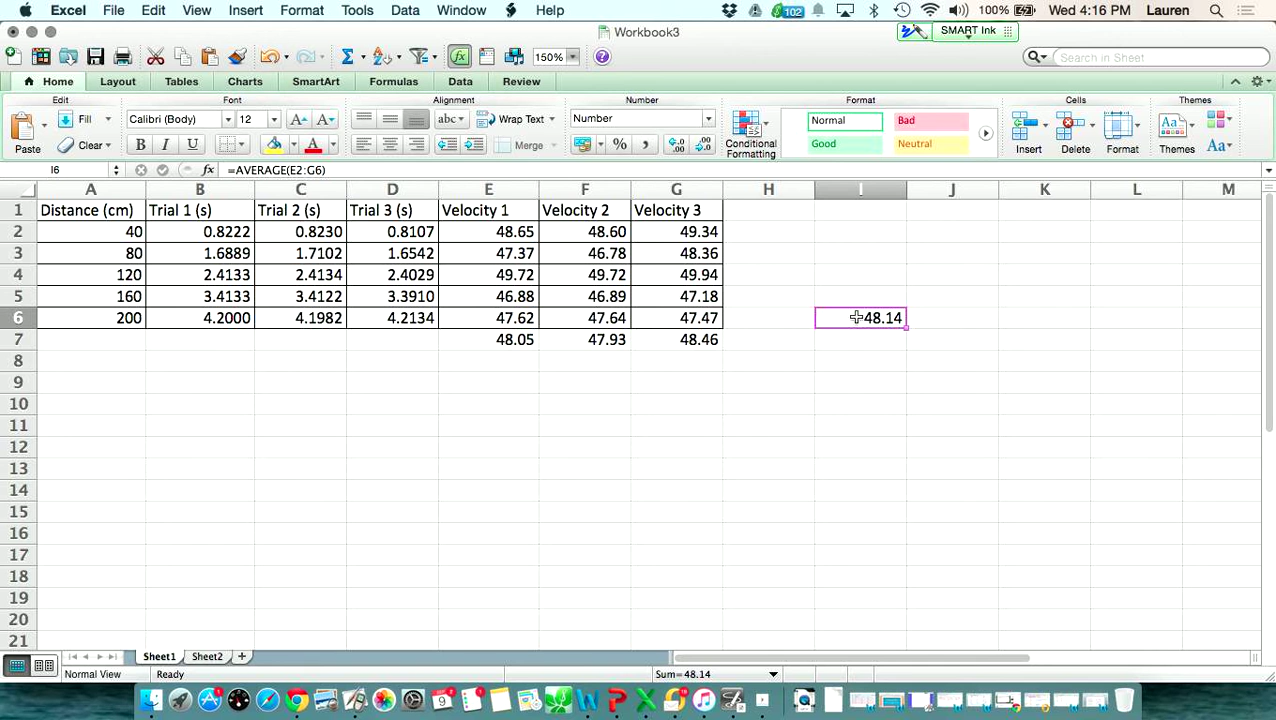 Excel File Edit View Insert Format Tools Data Window Help 102 100% Wed 4:16 PM Lauren
Workbook3 SMART Ink
150% Search in Sheet
Home Layout Tables Charts SmartArt Formulas Data Review
Edit Font Alignment Number Format Cells Themes
Fill Calibri (Body) 12 abc Wrap Text Number Normal Bad
Paste Clear B I U Merge % Conditional Formatting Good Neutral Insert Delete Format Themes Aa
I6 fx =AVERAGE(E2:G6)
A B C D E F G H I J K L M
1 Distance (cm) Trial 1 (s) Trial 2 (s) Trial 3 (s) Velocity 1 Velocity 2 Velocity 3
2 40 0.8222 0.8230 0.8107 48.65 48.60 49.34
3 80 1.6889 1.7102 1.6542 47.37 46.78 48.36
4 120 2.4133 2.4134 2.4029 49.72 49.72 49.94
5 160 3.4133 3.4122 3.3910 46.88 46.89 47.18
6 200 4.2000 4.1982 4.2134 47.62 47.64 47.47 48.14
7 48.05 47.93 48.46
8
9
10
11
12
13
14
15
16
17
18
19
20
21
Sheet1 Sheet2
Normal View Ready Sum=48.14